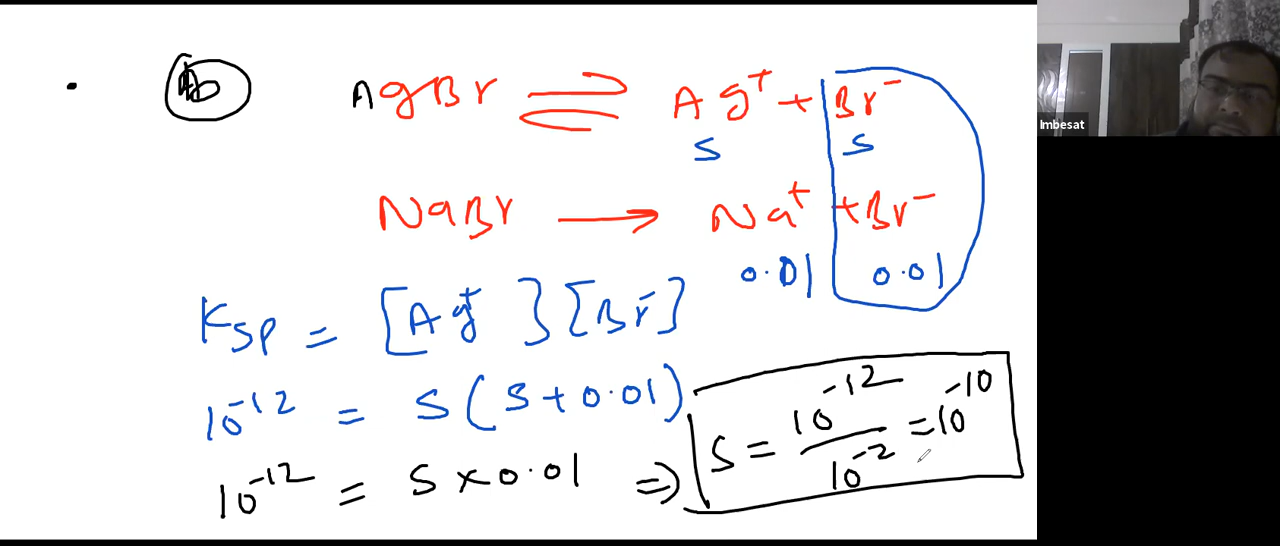 AgBr ⇌ Ag⁺ + Br⁻
S S
NaBr → Na⁺ + Br⁻
0.01 0.01
Ksp = [Ag⁺] [Br⁻]
10⁻¹² = S(S+0.01)
10⁻¹² = S×0.01 ⇒ S = 10⁻¹²/10⁻² = 10⁻¹⁰
Imbesat